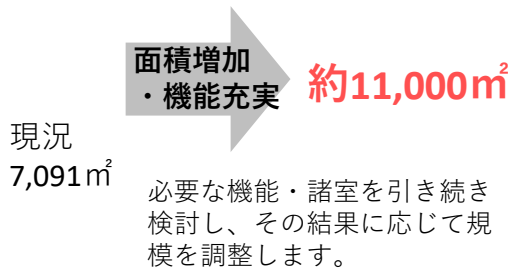 面積増加
・機能充実
約11,000㎡
現況
7,091㎡
必要な機能・諸室を引き続き
検討し、その結果に応じて規
模を調整します。